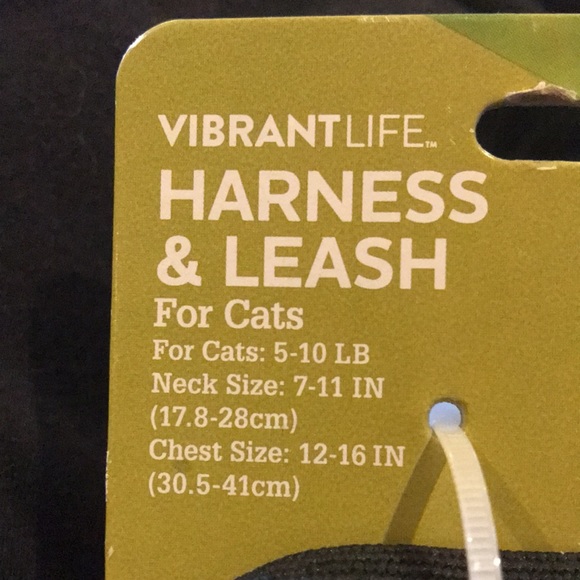 VIBRANTLIFE™
HARNESS
& LEASH
For Cats
For Cats: 5-10 LB
Neck Size: 7-11 IN
(17.8-28cm)
Chest Size: 12-16 IN
(30.5-41cm)